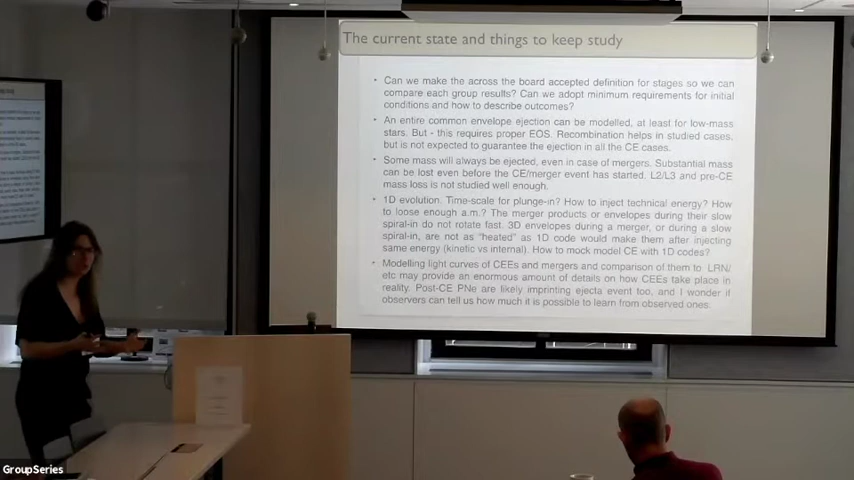 The current state and things to keep study
• Can we make the across the board accepted definition for stages so we can
compare each group results? Can we adopt minimum requirements for initial
conditions and how to describe outcomes?
• An entire common envelope ejection can be modelled, at least for low-mass
stars. But - this requires proper EOS. Recombination helps in studied cases,
but is not expected to guarantee the ejection in all the CE cases.
• Some mass will always be ejected, even in case of mergers. Substantial mass
can be lost even before the CE/merger event has started. L2/L3 and pre-CE
mass loss is not studied well enough.
• 1D evolution. Time-scale for plunge-in? How to inject technical energy? How
to loose enough a.m.? The merger products or envelopes during their slow
spiral-in do not rotate fast. 3D envelopes during a merger, or during a slow
spiral-in, are not as "heated" as 1D code would make them after injecting
same energy (kinetic vs internal). How to mock model CE with 1D codes?
• Modelling light curves of CEEs and mergers and comparison of them to LRN/
etc may provide an enormous amount of details on how CEEs take place in
reality. Post-CE PNe are likely imprinting ejecta event too, and I wonder if
observers can tell us how much it is possible to learn from observed ones.
GroupSeries